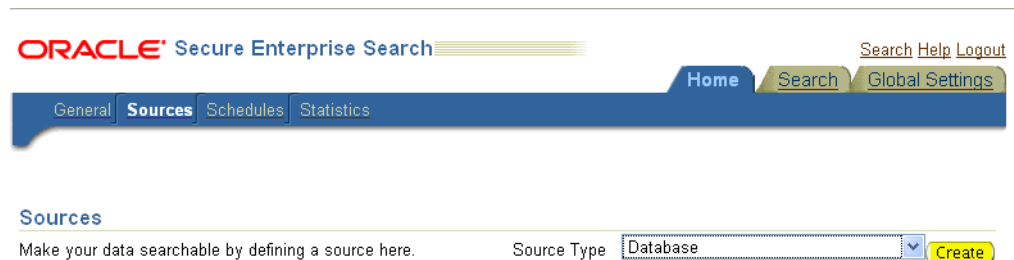 ORACLE Secure Enterprise Search
Search Help Logout
Home Search Global Settings
General Sources Schedules Statistics
Sources
Make your data searchable by defining a source here. Source Type Database Create